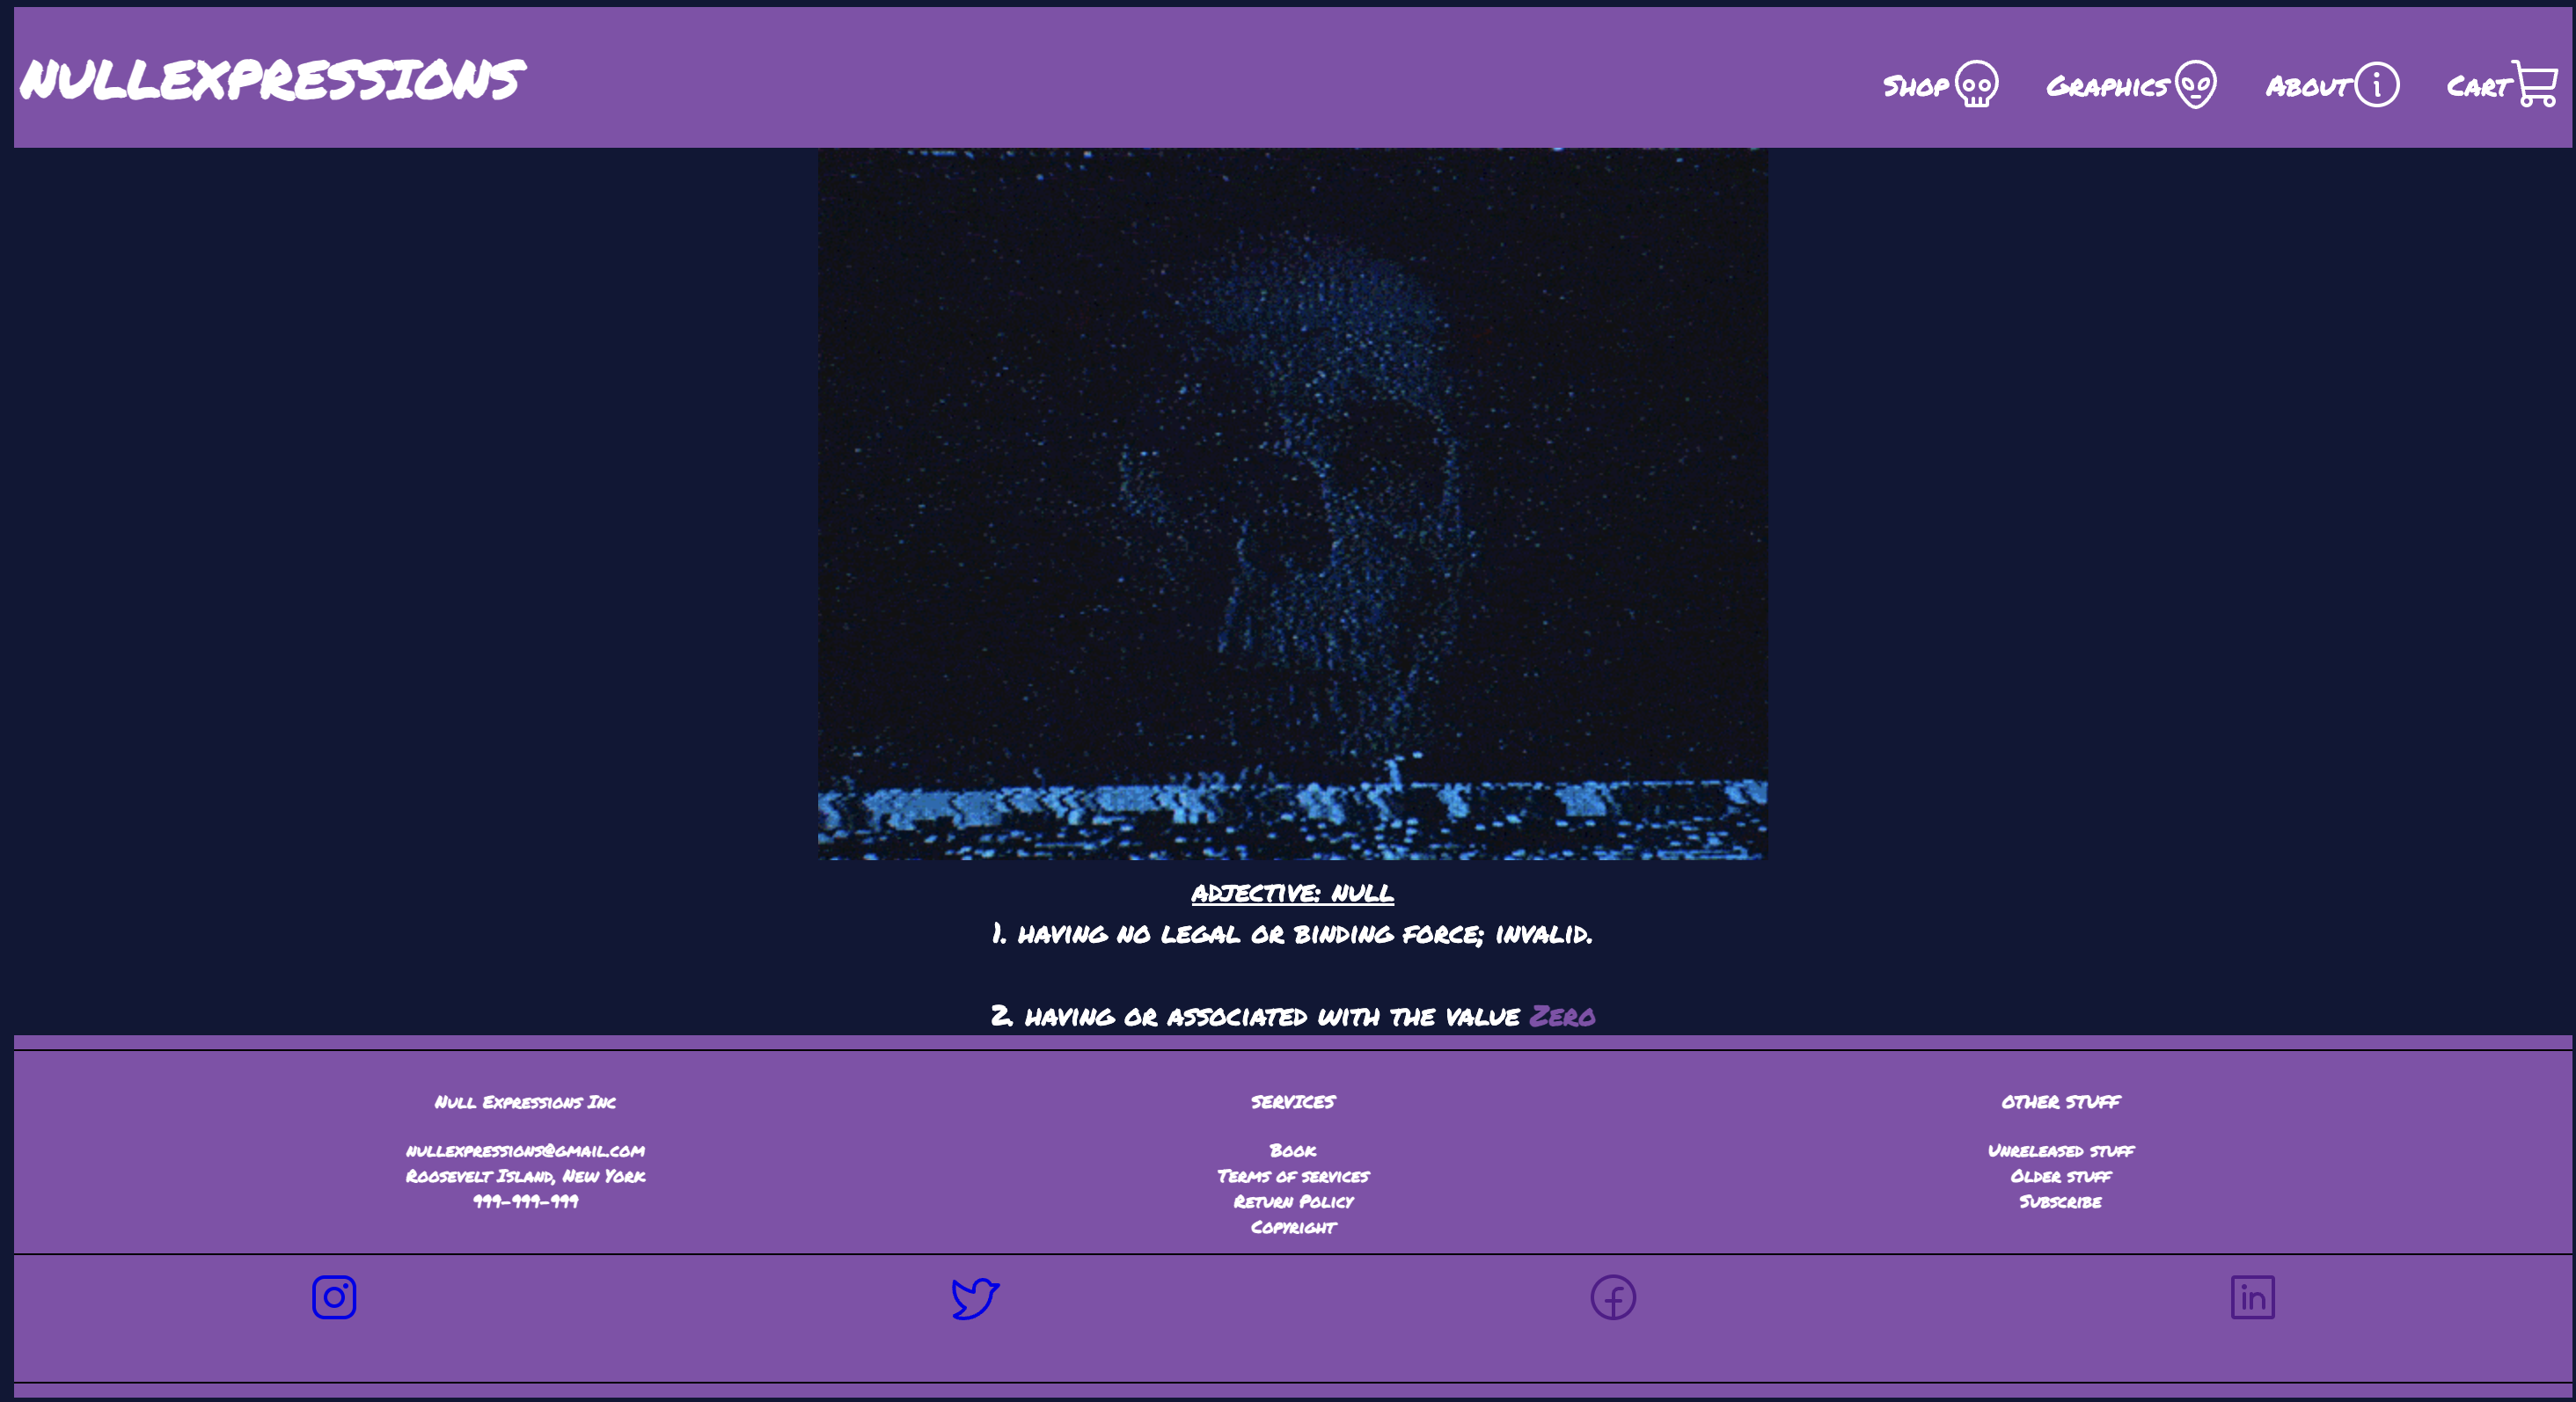 NULLEXPRESSIONS
Shop
Graphics
About
Cart
adjective: null
1. having no legal or binding force; invalid.
2. having or associated with the value Zero
Null Expressions Inc
nullexpressions@gmail.com
Roosevelt Island, New York
999-999-999
SERVICES
Book
Terms of services
Return Policy
Copyright
OTHER STUFF
Unreleased stuff
Older stuff
Subscribe